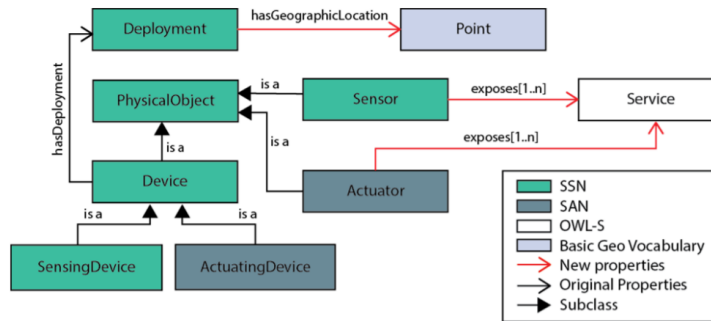 hasGeographicLocation
Deployment
Point
is a
exposes[1..n]
PhysicalObject
Sensor
Service
hasDeployment
exposes[1..n]
is a
is a
Device
Actuator
SSN
is a
is a
SAN
OWL-S
SensingDevice
ActuatingDevice
Basic Geo Vocabulary
New properties
Original Properties
Subclass